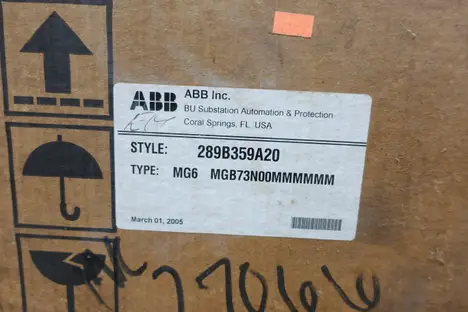 ABB ABB Inc.
BU Substation Automation & Protection
Coral Springs, FL. USA
STYLE: 289B359A20
TYPE: MG6 MGB73N00MMMMMM
March 01, 2005
77066